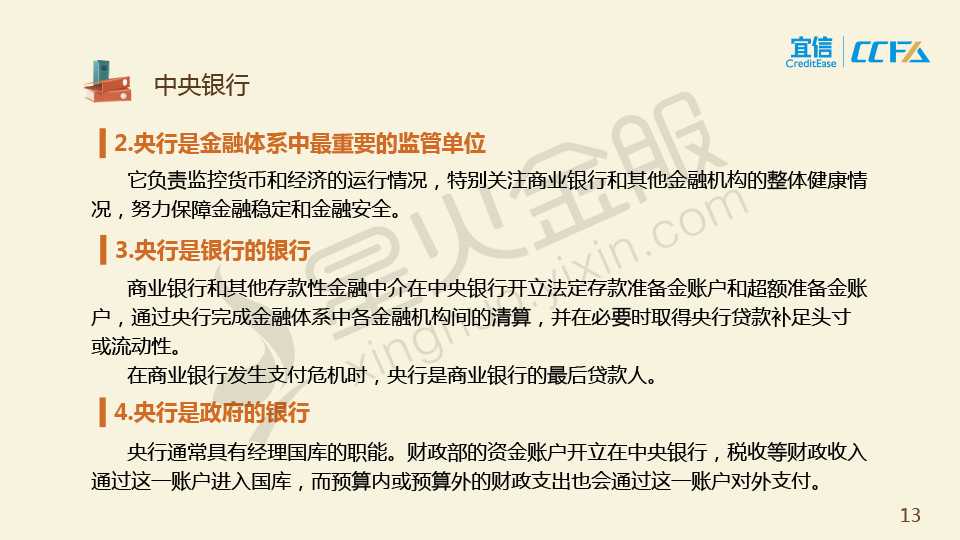 宜信
CreditEase
CCFA
中央银行
2.央行是金融体系中最重要的监管单位
它负责监控货币和经济的运行情况，特别关注商业银行和其他金融机构的整体健康情
况，努力保障金融稳定和金融安全。
3.央行是银行的银行
商业银行和其他存款性金融中介在中央银行开立法定存款准备金账户和超额准备金账
户，通过央行完成金融体系中各金融机构间的清算，并在必要时取得央行贷款补足头寸
或流动性。
在商业银行发生支付危机时，央行是商业银行的最后贷款人。
4.央行是政府的银行
央行通常具有经理国库的职能。财政部的资金账户开立在中央银行，税收等财政收入
通过这一账户进入国库，而预算内或预算外的财政支出也会通过这一账户对外支付。
星火金服
xinghuo.yixin.com
13